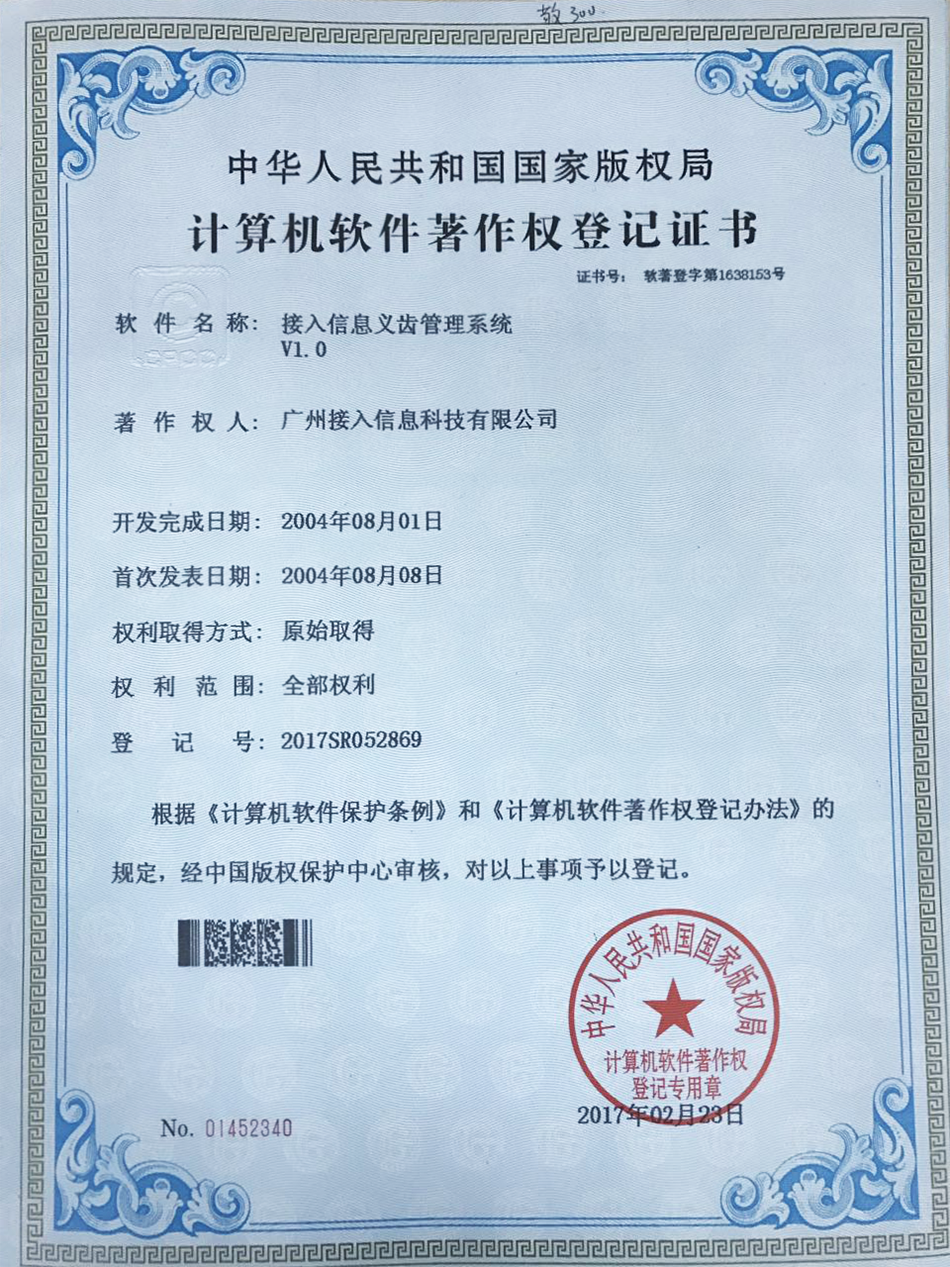 300
中华人民共和国国家版权局
计算机软件著作权登记证书
证书号： 软著登字第1638153号
软件名称： 接入信息义齿管理系统
V1.0
CPCC
著作权人： 广州接入信息科技有限公司
开发完成日期： 2004年08月01日
首次发表日期： 2004年08月08日
权利取得方式： 原始取得
权利范围： 全部权利
登记号： 2017SR052869
根据《计算机软件保护条例》和《计算机软件著作权登记办法》的
规定，经中国版权保护中心审核，对以上事项予以登记。
中华人民共和国国家版权局
计算机软件著作权
登记专用章
2017年02月23日
No. 01452340